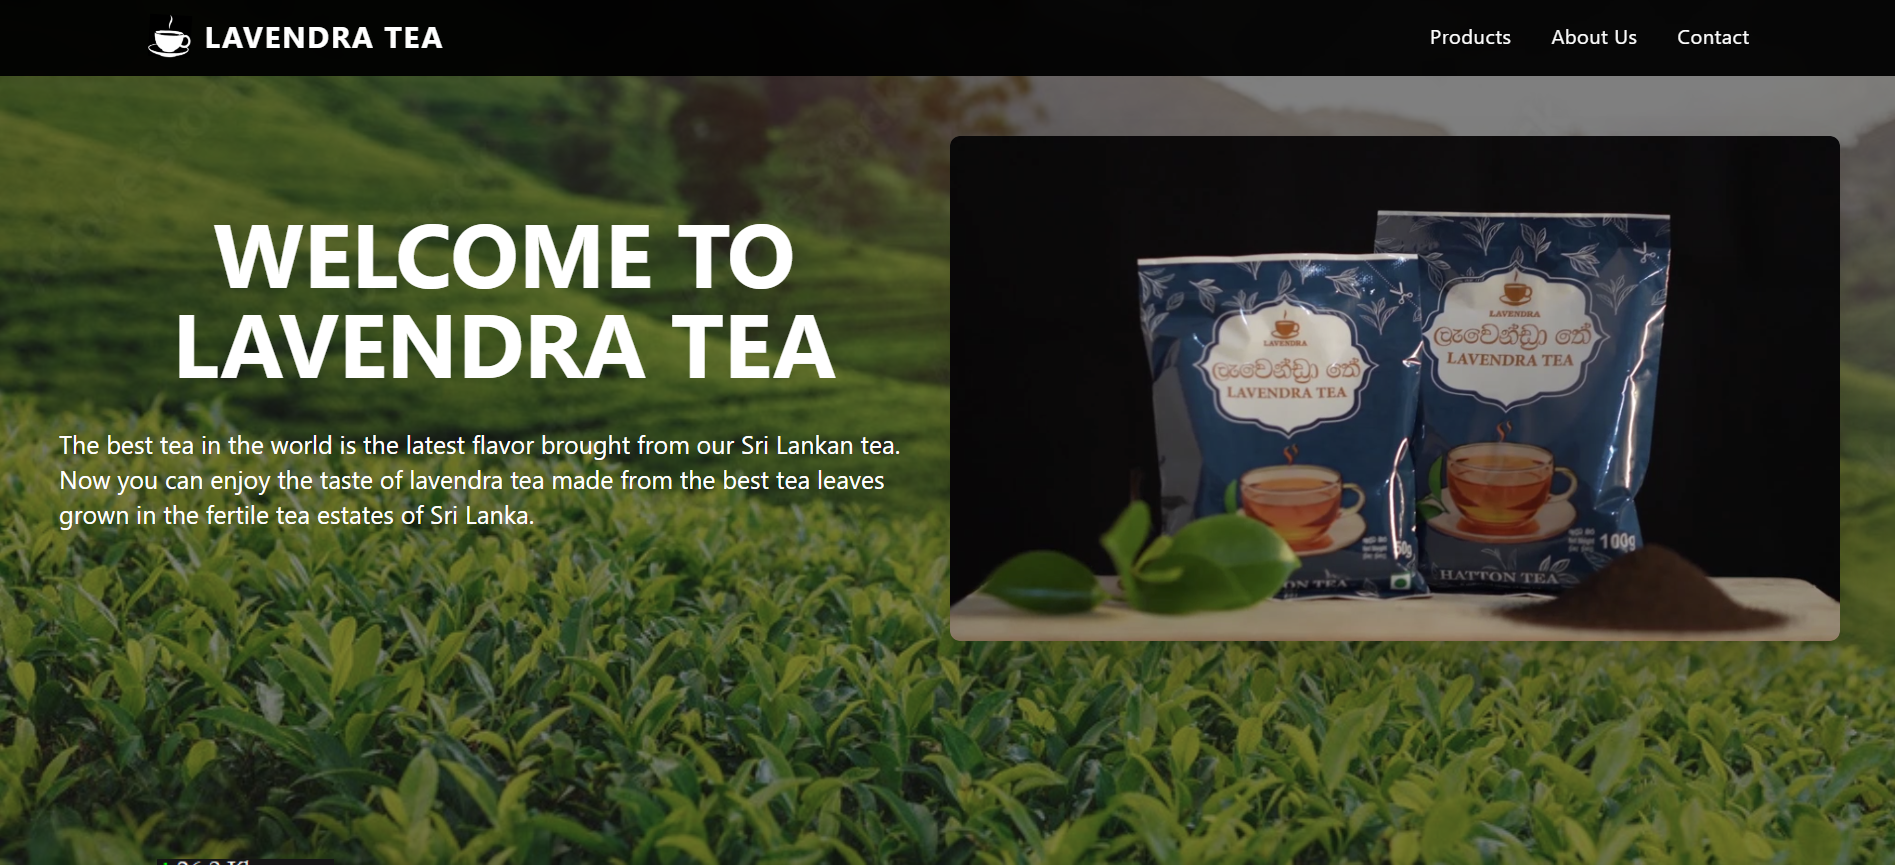 LAVENDRA TEA
Products
About Us
Contact
WELCOME TO
LAVENDRA TEA
The best tea in the world is the latest flavor brought from our Sri Lankan tea.
Now you can enjoy the taste of lavendra tea made from the best tea leaves
grown in the fertile tea estates of Sri Lanka.
LAVENDRA
ලැවෙන්ඩ්‍රා තේ
LAVENDRA TEA
50g
ON TEA
LAVENDRA
ලැවෙන්ඩ්‍රා තේ
LAVENDRA TEA
100g
HATTON TEA